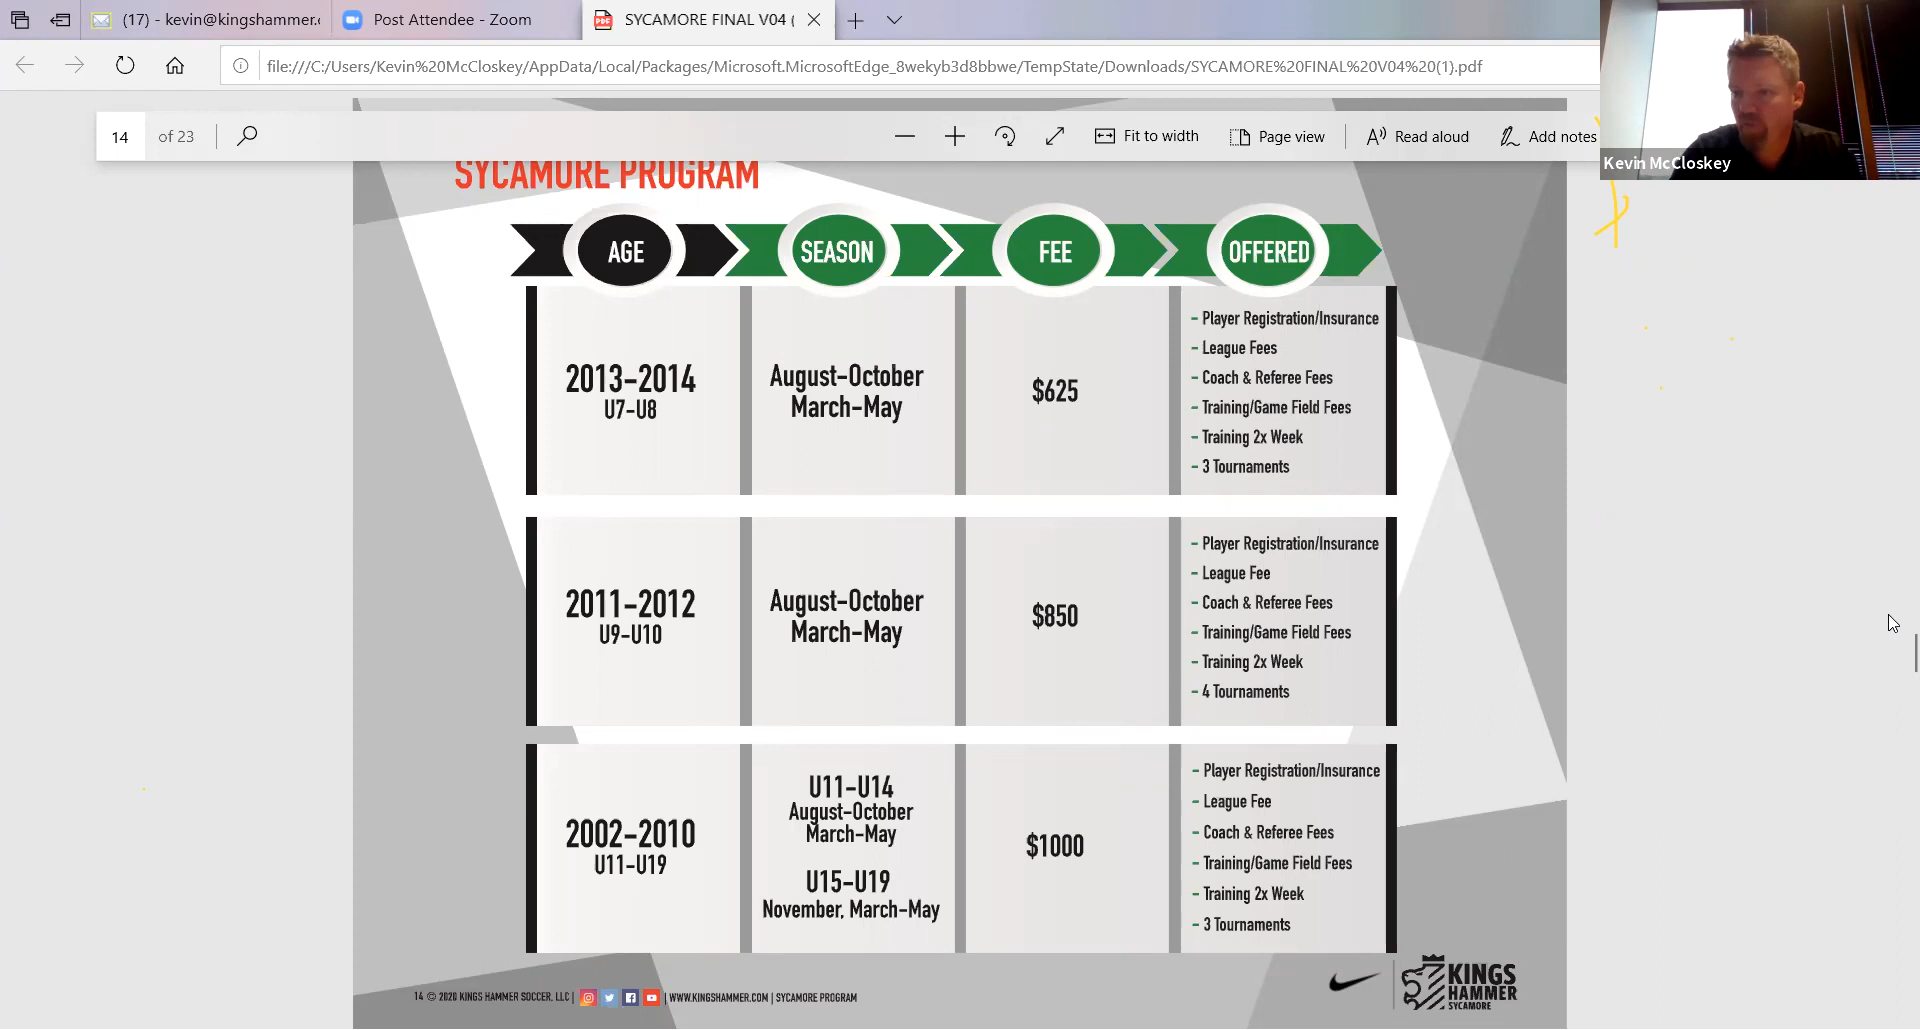 (17) - kevin@kingshammer.c
Post Attendee - Zoom
SYCAMORE FINAL V04 (
file:///C:/Users/Kevin%20McCloskey/AppData/Local/Packages/Microsoft.MicrosoftEdge_8wekyb3d8bbwe/TempState/Downloads/SYCAMORE%20FINAL%20V04%20(1).pdf
14 of 23
Fit to width
Page view
Read aloud
Add notes
Kevin McCloskey
SYCAMORE PROGRAM
AGE
SEASON
FEE
OFFERED
2013-2014
U7-U8
August-October
March-May
$625
- Player Registration/Insurance
- League Fees
- Coach & Referee Fees
- Training/Game Field Fees
- Training 2x Week
- 3 Tournaments
2011-2012
U9-U10
August-October
March-May
$850
- Player Registration/Insurance
- League Fee
- Coach & Referee Fees
- Training/Game Field Fees
- Training 2x Week
- 4 Tournaments
2002-2010
U11-U19
U11-U14
August-October
March-May
U15-U19
November, March-May
$1000
- Player Registration/Insurance
- League Fee
- Coach & Referee Fees
- Training/Game Field Fees
- Training 2x Week
- 3 Tournaments
14 © 2020 KINGS HAMMER SOCCER, LLC | | WWW.KINGSHAMMER.COM | SYCAMORE PROGRAM
KINGS
HAMMER
SYCAMORE